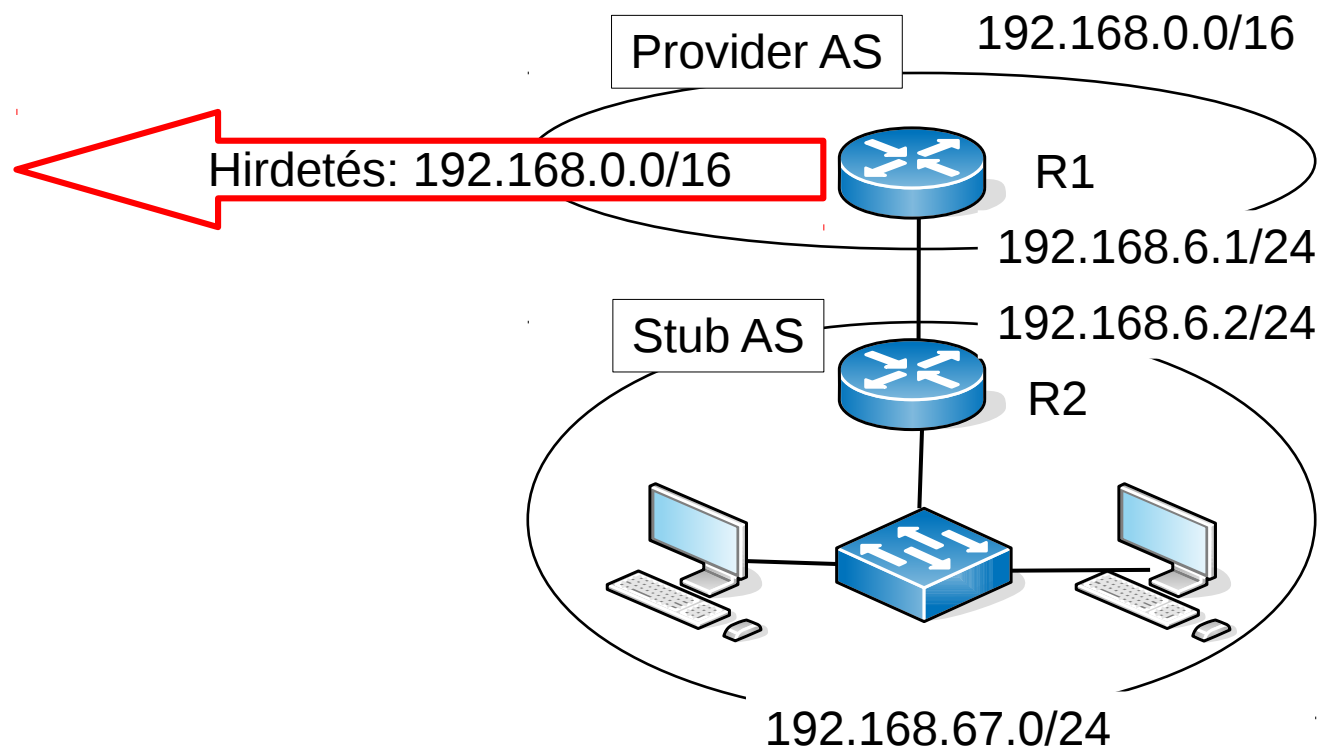 192.168.0.0/16
Provider AS
Hirdetés: 192.168.0.0/16
R1
192.168.6.1/24
192.168.6.2/24
Stub AS
R2
192.168.67.0/24